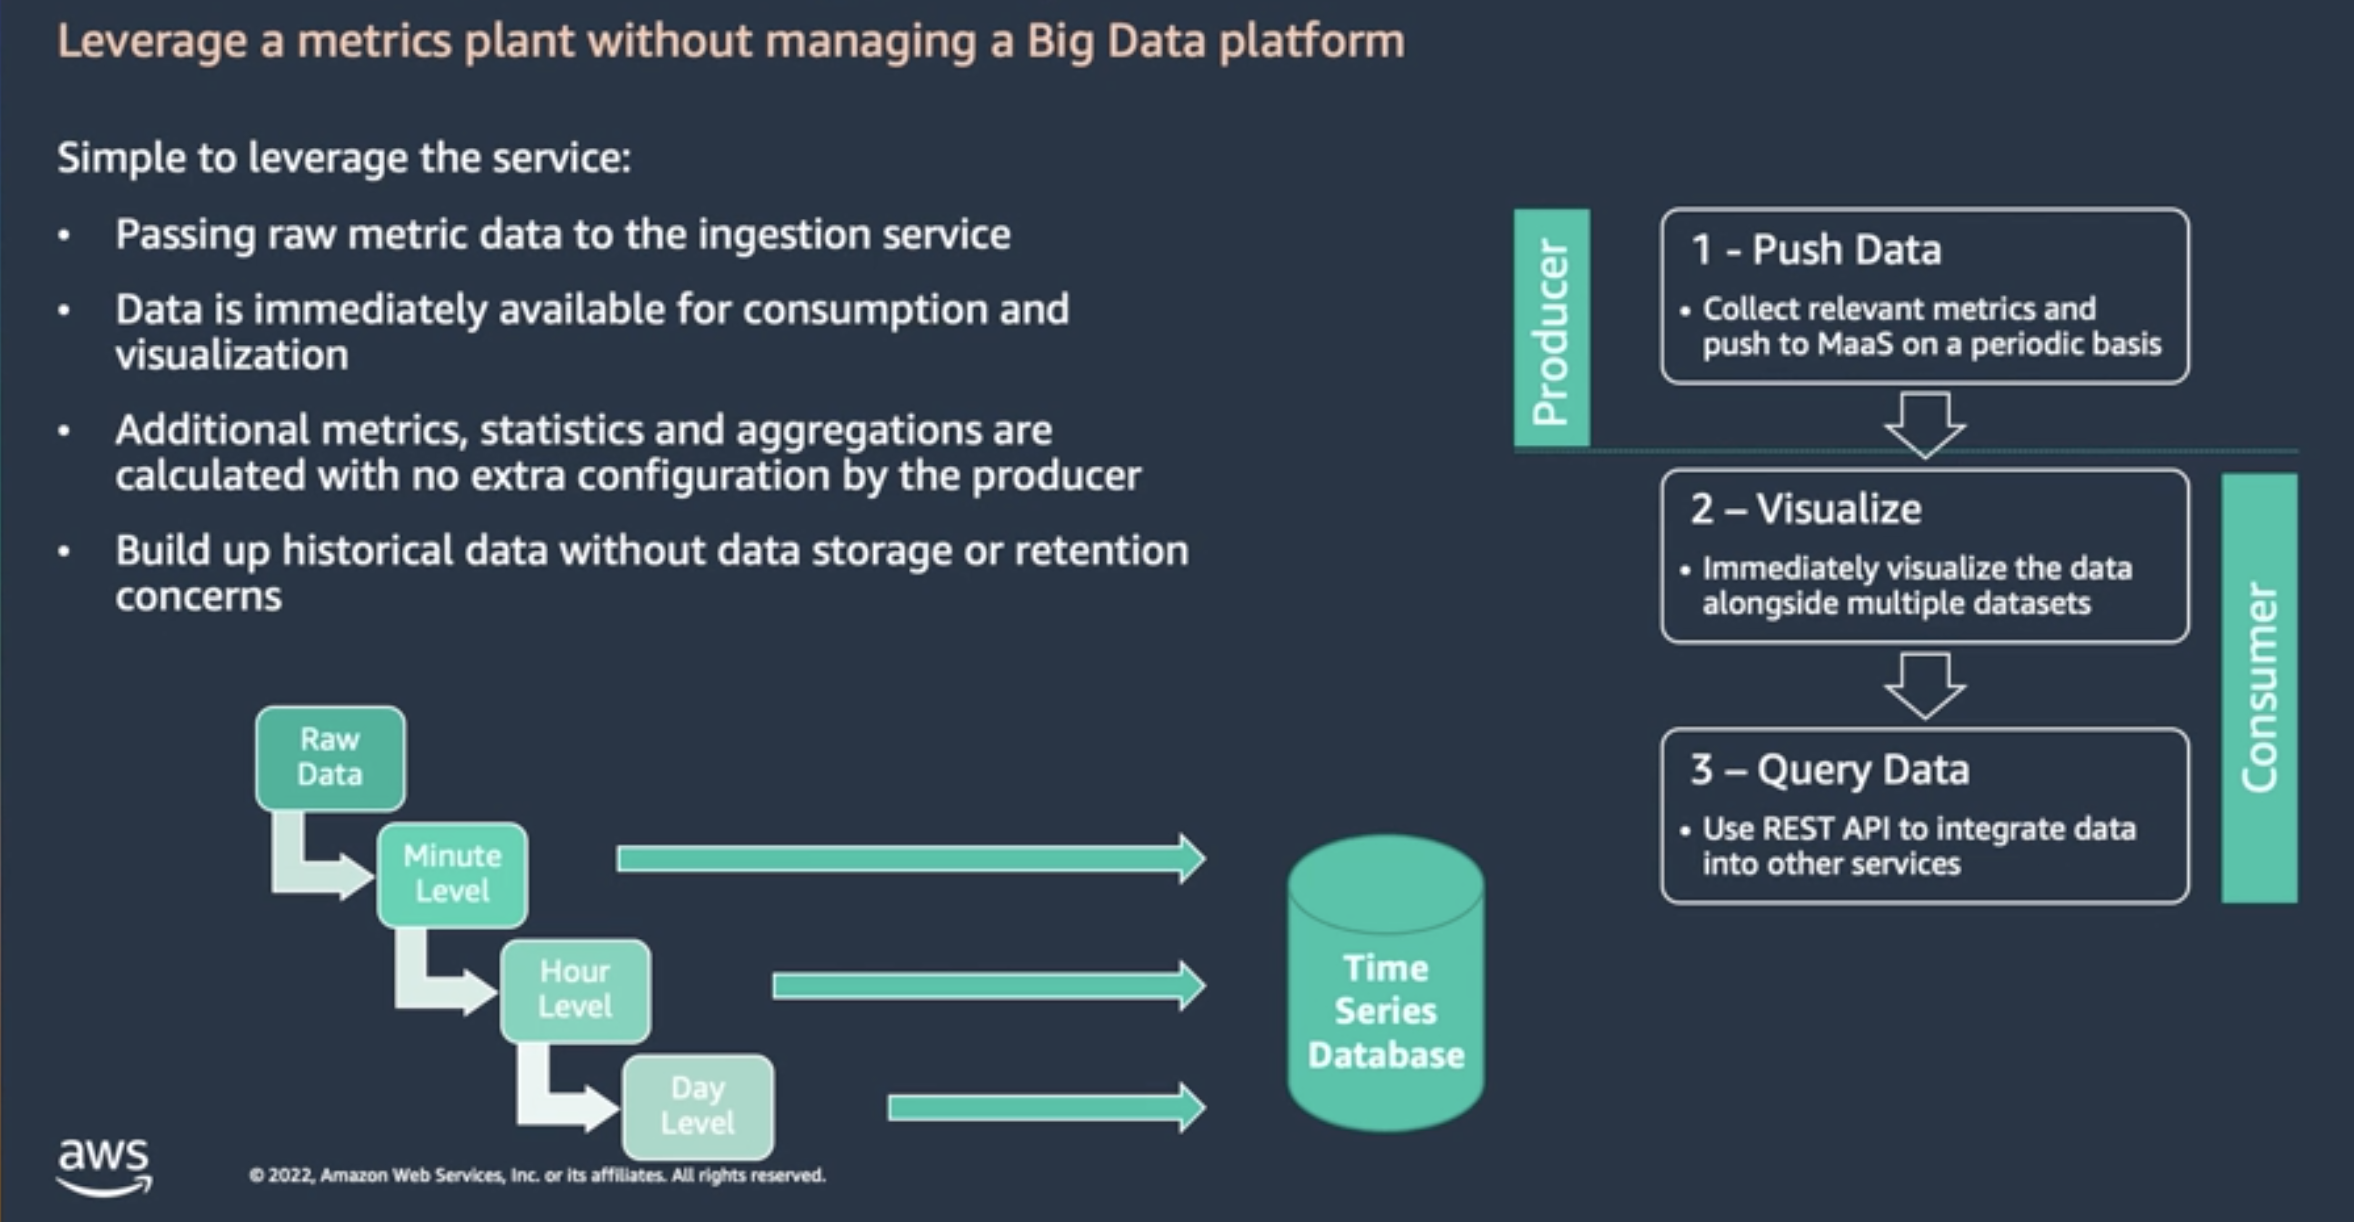 Leverage a metrics plant without managing a Big Data platform
Simple to leverage the service:
• Passing raw metric data to the ingestion service
• Data is immediately available for consumption and
visualization
• Additional metrics, statistics and aggregations are
calculated with no extra configuration by the producer
• Build up historical data without data storage or retention
concerns
Raw
Data
Minute
Level
Hour
Level
Day
Level
Time
Series
Database
Producer
1 - Push Data
• Collect relevant metrics and
push to MaaS on a periodic basis
2 – Visualize
• Immediately visualize the data
alongside multiple datasets
3 – Query Data
• Use REST API to integrate data
into other services
Consumer
aws
© 2022, Amazon Web Services, Inc. or its affiliates. All rights reserved.